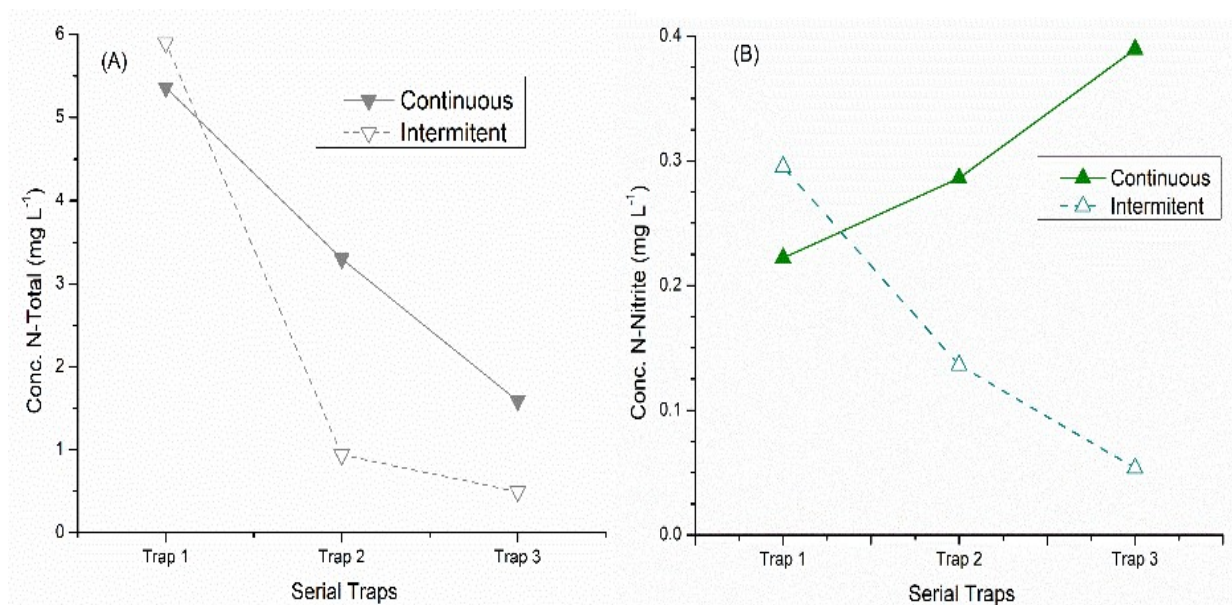 (A)
Continuous
Intermitent
6
5
4
3
2
1
0
Conc. N-Total (mg L⁻¹)
Trap 1 Trap 2 Trap 3
Serial Traps
(B)
Continuous
Intermitent
0.4
0.3
0.2
0.1
0.0
Conc. N-Nitrite (mg L⁻¹)
Trap 1 Trap 2 Trap 3
Serial Traps